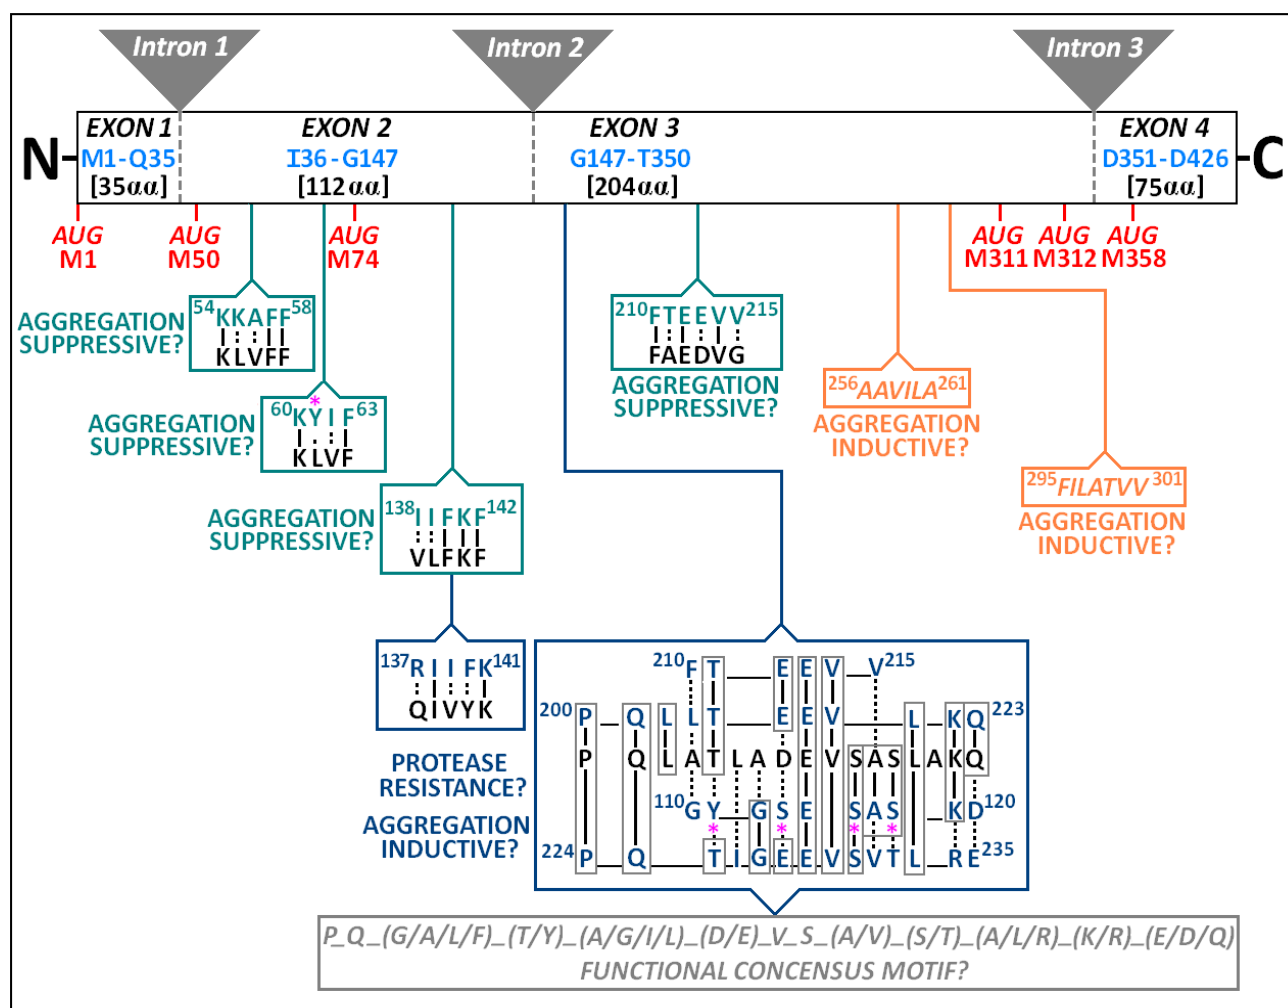 Intron 1 Intron 2 Intron 3
N C
EXON 1 EXON 2 EXON 3 EXON 4
M1-Q35 I36-G147 G147-T350 D351-D426
[35αα] [112αα] [204αα] [75αα]
AUG AUG AUG AUG AUG AUG
M1 M50 M74 M311 M312 M358
AGGREGATION
SUPPRESSIVE?
54KKAFF58
KLVFF
AGGREGATION
SUPPRESSIVE?
*
60KYIF63
KLVF
AGGREGATION
SUPPRESSIVE?
138IIFKF142
VLFKF
210FTEEVV215
FAEDVG
AGGREGATION
SUPPRESSIVE?
256AAVILA261
AGGREGATION
INDUCTIVE?
295FILATVV301
AGGREGATION
INDUCTIVE?
137RIIFK141
QIVYK
PROTEASE
RESISTANCE?
AGGREGATION
INDUCTIVE?
210F T E E V V215
200P Q L L T E E V L K Q223
P Q L A T L A D E V S A S L A K Q
110G Y G S E S A S K D120
* * * *
224P Q T I G E E V S V T L R E235
P_Q_(G/A/L/F)_(T/Y)_(A/G/I/L)_(D/E)_V_S_(A/V)_(S/T)_(A/L/R)_(K/R)_(E/D/Q)
FUNCTIONAL CONCENSUS MOTIF?